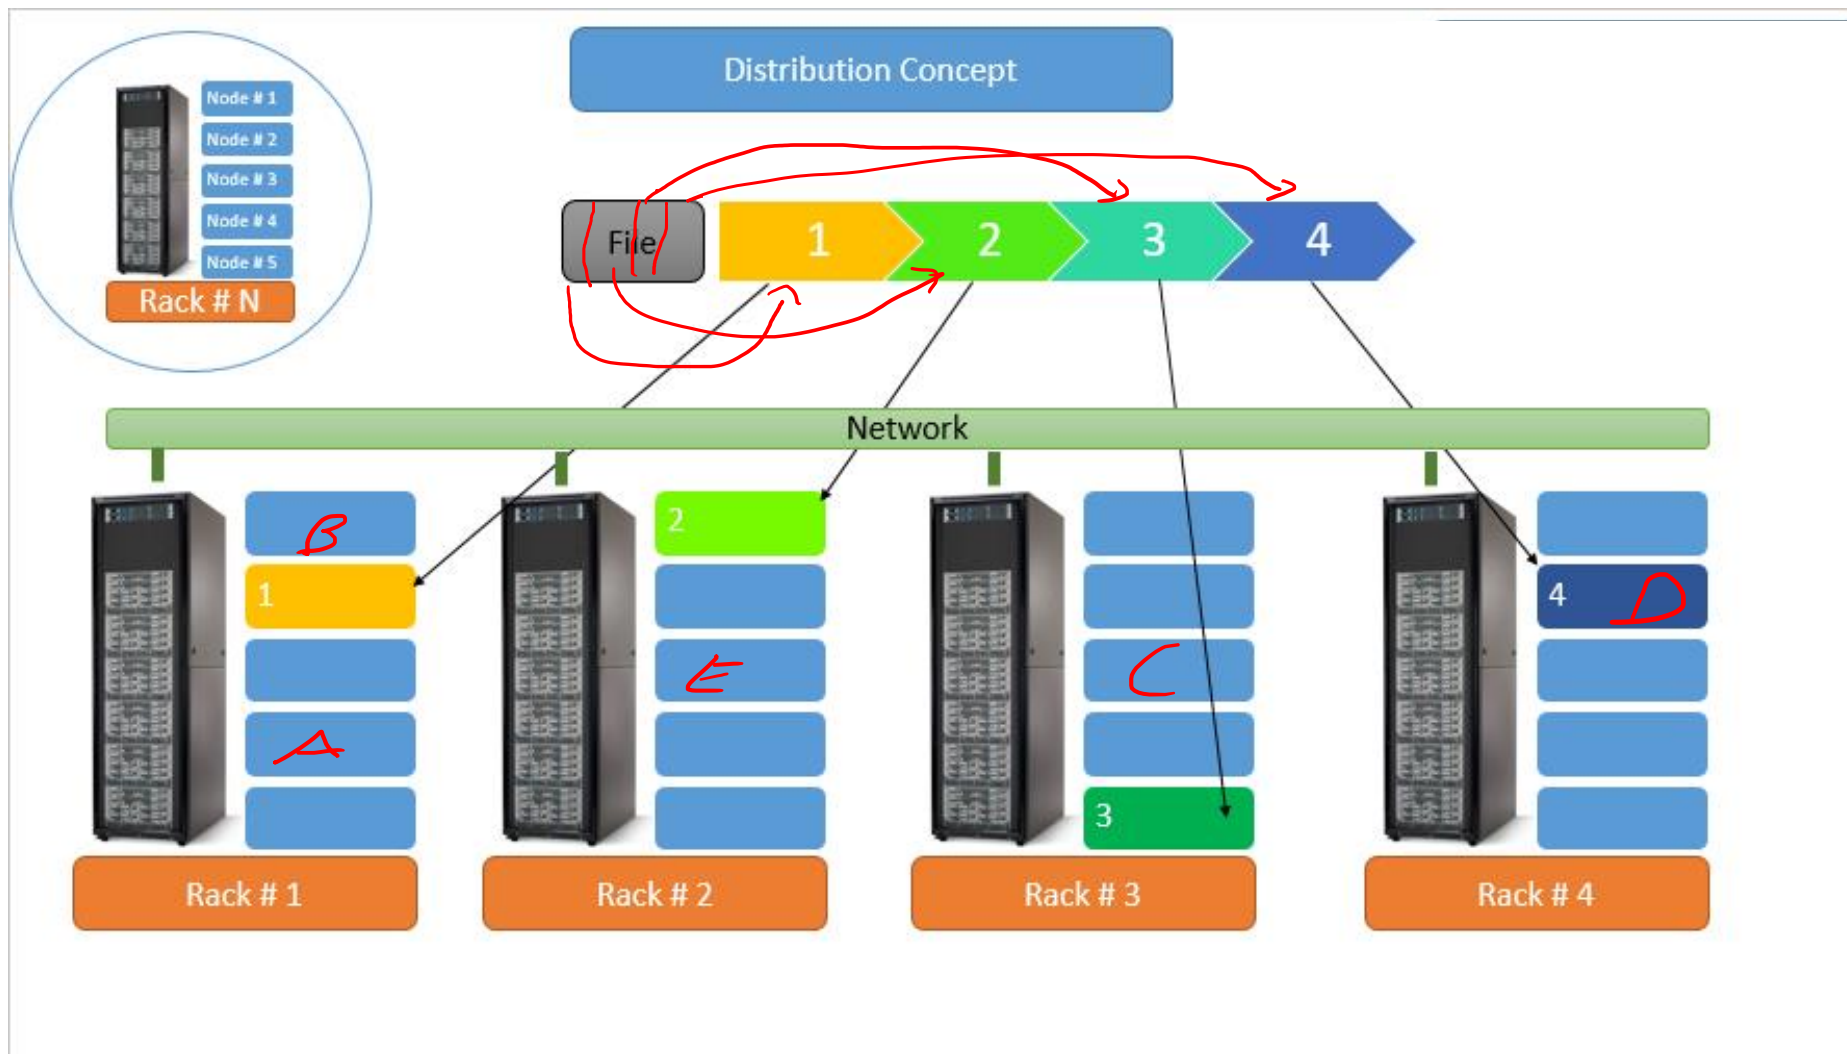 Distribution Concept
Node # 1
Node # 2
Node # 3
Node # 4
Node # 5
Rack # N
File
1
2
3
4
Network
B
1
A
Rack # 1
2
E
Rack # 2
C
3
Rack # 3
4 D
Rack # 4